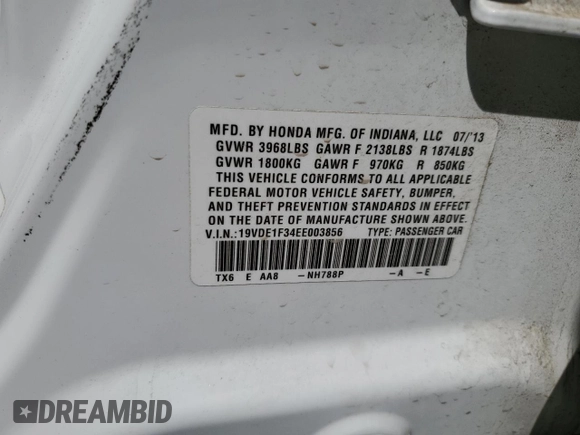 MFD. BY HONDA MFG. OF INDIANA, LLC 07/'13
GVWR 3968LBS GAWR F 2138LBS R 1874LBS
GVWR 1800KG GAWR F 970KG R 850KG
THIS VEHICLE CONFORMS TO ALL APPLICABLE
FEDERAL MOTOR VEHICLE SAFETY, BUMPER,
AND THEFT PREVENTION STANDARDS IN EFFECT
ON THE DATE OF MANUFACTURE SHOWN ABOVE.
V.I.N.:19VDE1F34EE003856 TYPE: PASSENGER CAR
TX6 E AA8 -NH788P -A -E
DREAMBID